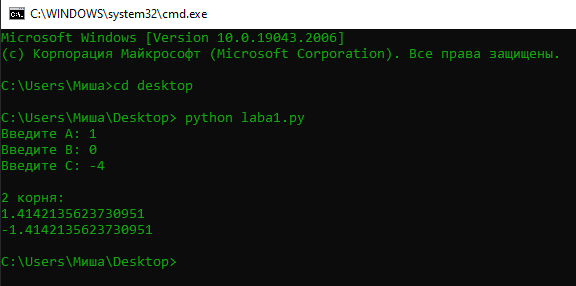 C:\WINDOWS\system32\cmd.exe
Microsoft Windows [Version 10.0.19043.2006]
(c) Корпорация Майкрософт (Microsoft Corporation). Все права защищены.
C:\Users\Миша>cd desktop
C:\Users\Миша\Desktop> python laba1.py
Введите A: 1
Введите B: 0
Введите C: -4
2 корня:
1.4142135623730951
-1.4142135623730951
C:\Users\Миша\Desktop>